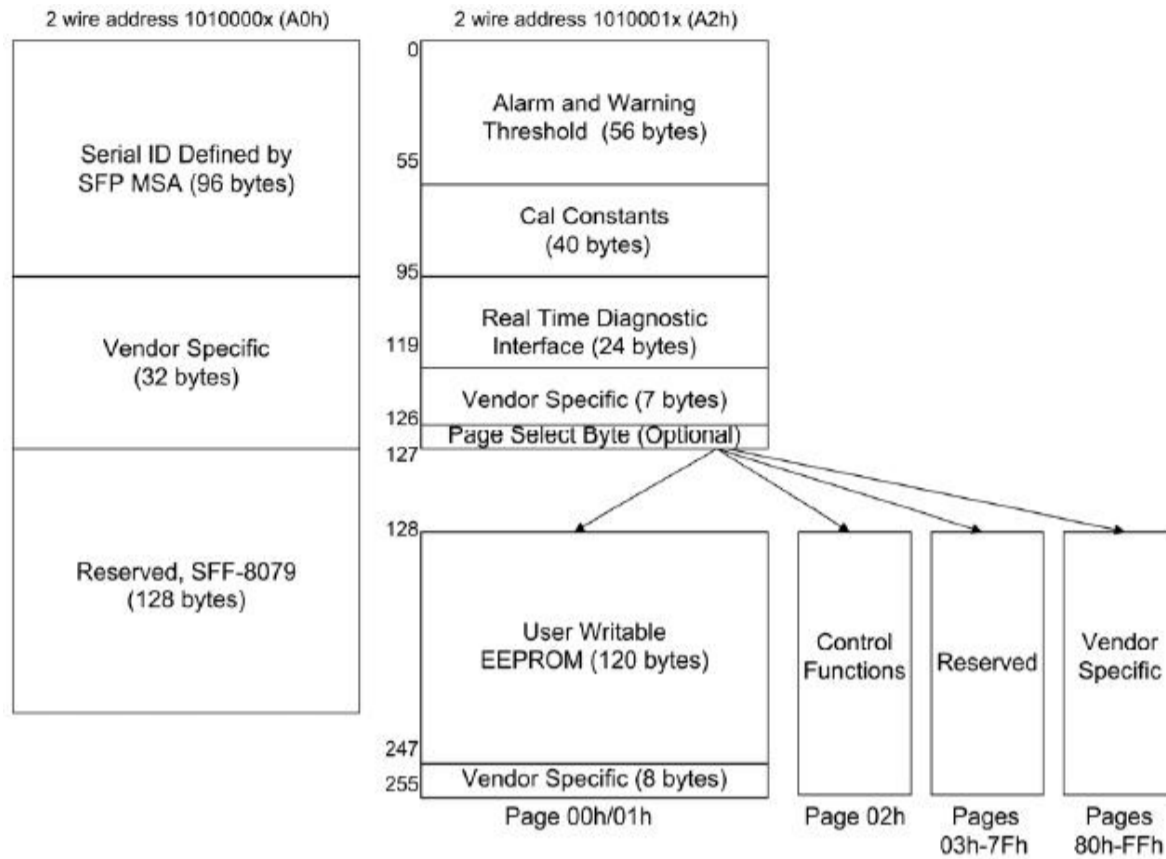 2 wire address 1010000x (A0h)
Serial ID Defined by
SFP MSA (96 bytes)
Vendor Specific
(32 bytes)
Reserved, SFF-8079
(128 bytes)
2 wire address 1010001x (A2h)
0
Alarm and Warning
Threshold (56 bytes)
55
Cal Constants
(40 bytes)
95
Real Time Diagnostic
Interface (24 bytes)
119
Vendor Specific (7 bytes)
126
Page Select Byte (Optional)
127
128
User Writable
EEPROM (120 bytes)
247
Vendor Specific (8 bytes)
255
Page 00h/01h
Control
Functions
Page 02h
Reserved
Pages
03h-7Fh
Vendor
Specific
Pages
80h-FFh